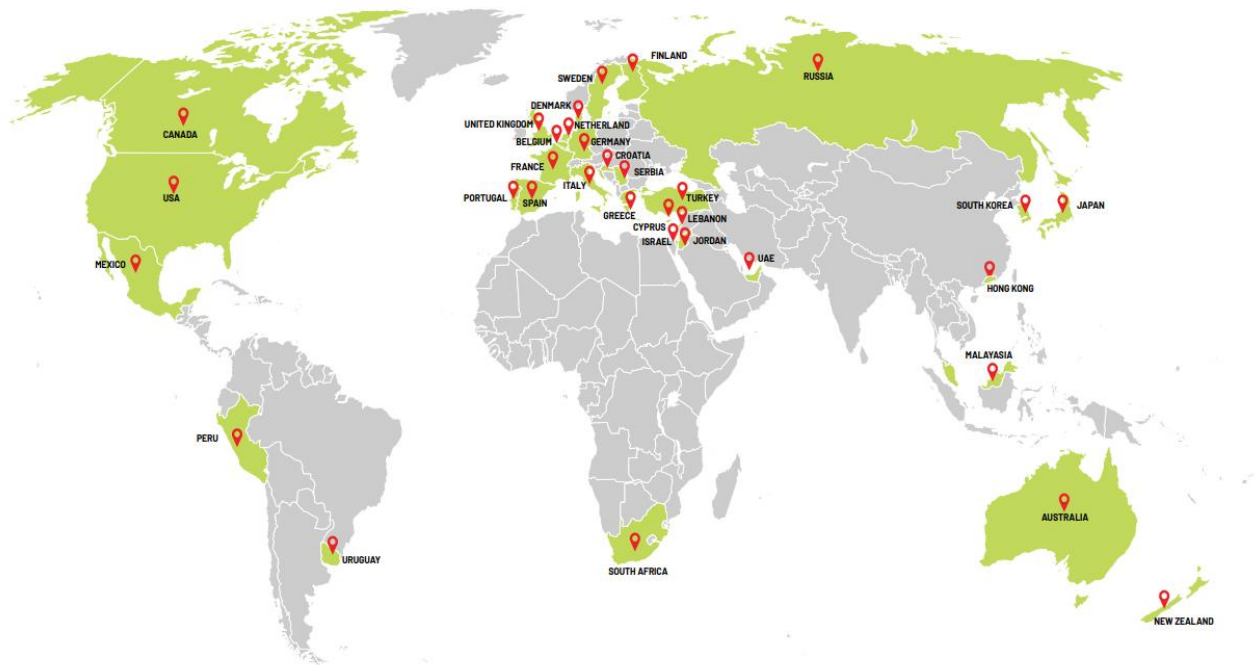 FINLAND
RUSSIA
SWEDEN
DENMARK
UNITED KINGDOM
NETHERLAND
CANADA
BELGIUM
GERMANY
CROATIA
FRANCE
SERBIA
ITALY
USA
PORTUGAL
SPAIN
TURKEY
GREECE
LEBANON
CYPRUS
JORDAN
ISRAEL
SOUTH KOREA
JAPAN
MEXICO
UAE
HONG KONG
MALAYASIA
PERU
AUSTRALIA
URUGUAY
SOUTH AFRICA
NEW ZEALAND